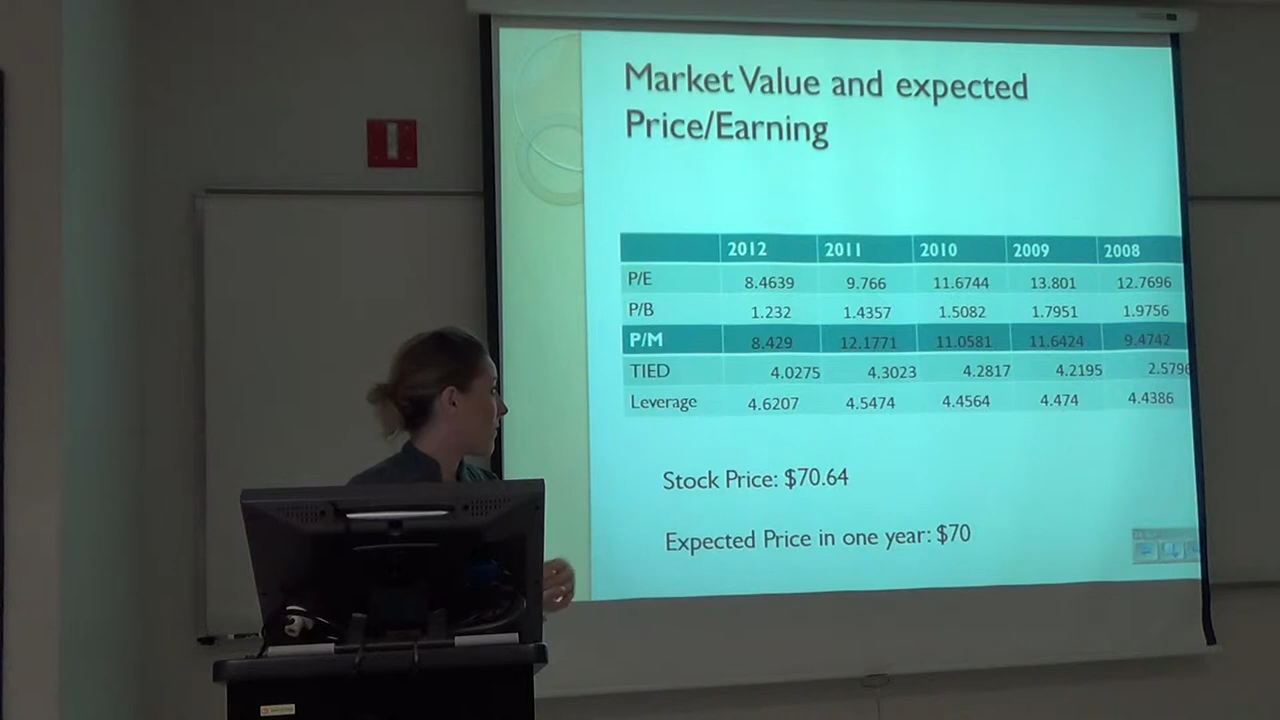 Market Value and expected
Price/Earning
2012 2011 2010 2009 2008
P/E 8.4639 9.766 11.6744 13.801 12.7696
P/B 1.232 1.4357 1.5082 1.7951 1.9756
P/M 8.429 12.1771 11.0581 11.6424 9.4742
TIED 4.0275 4.3023 4.2817 4.2195 2.5796
Leverage 4.6207 4.5474 4.4564 4.474 4.4386
Stock Price: $70.64
Expected Price in one year: $70